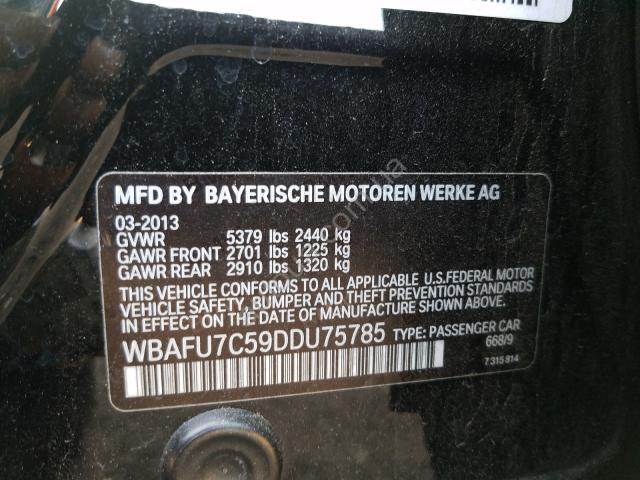 MFD BY BAYERISCHE MOTOREN WERKE AG
03-2013
GVWR 5379 lbs 2440 kg
GAWR FRONT 2701 lbs 1225 kg
GAWR REAR 2910 lbs 1320 kg
THIS VEHICLE CONFORMS TO ALL APPLICABLE U.S.FEDERAL MOTOR
VEHICLE SAFETY, BUMPER AND THEFT PREVENTION STANDARDS
IN EFFECT ON THE DATE OF MANUFACTURE SHOWN ABOVE.
WBAFU7C59DDU75785 TYPE: PASSENGER CAR
668/9
7 315 814